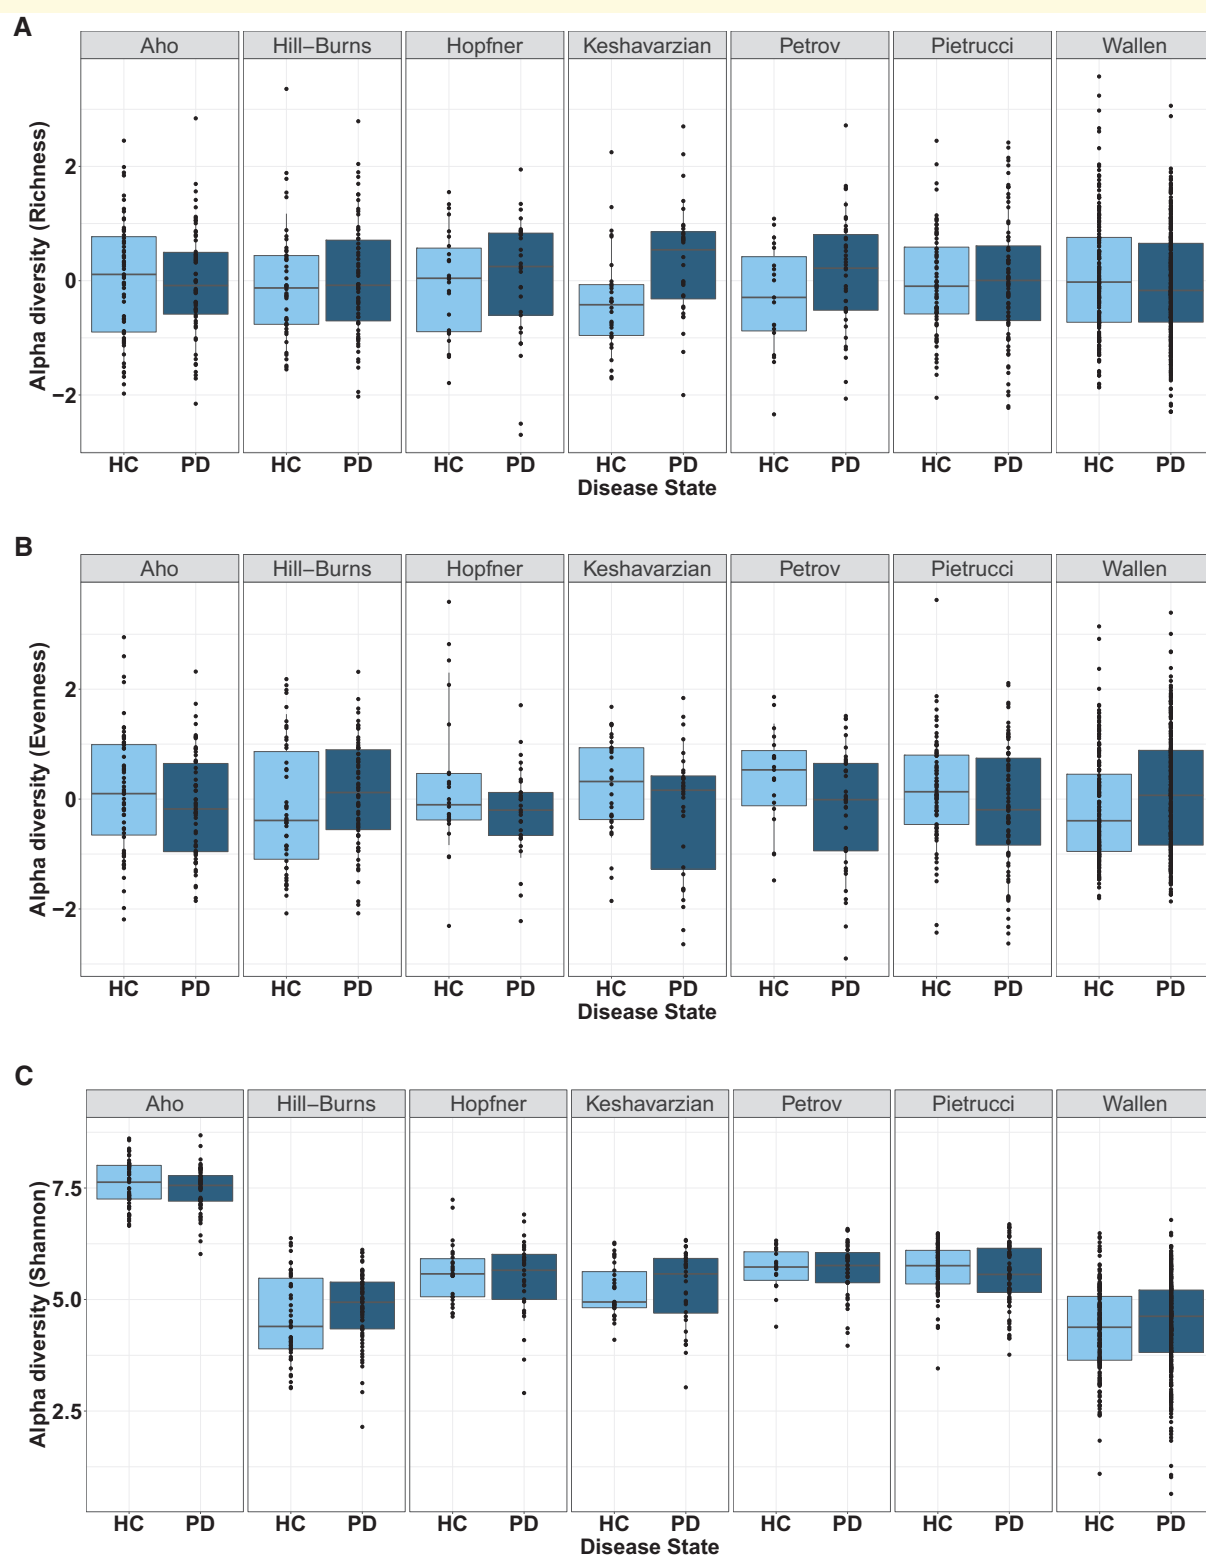 A
Aho Hill–Burns Hopfner Keshavarzian Petrov Pietrucci Wallen
Alpha diversity (Richness)
2
0
−2
HC PD HC PD HC PD HC PD HC PD HC PD HC PD
Disease State
B
Aho Hill–Burns Hopfner Keshavarzian Petrov Pietrucci Wallen
Alpha diversity (Evenness)
2
0
−2
HC PD HC PD HC PD HC PD HC PD HC PD HC PD
Disease State
C
Aho Hill–Burns Hopfner Keshavarzian Petrov Pietrucci Wallen
Alpha diversity (Shannon)
7.5
5.0
2.5
HC PD HC PD HC PD HC PD HC PD HC PD HC PD
Disease State